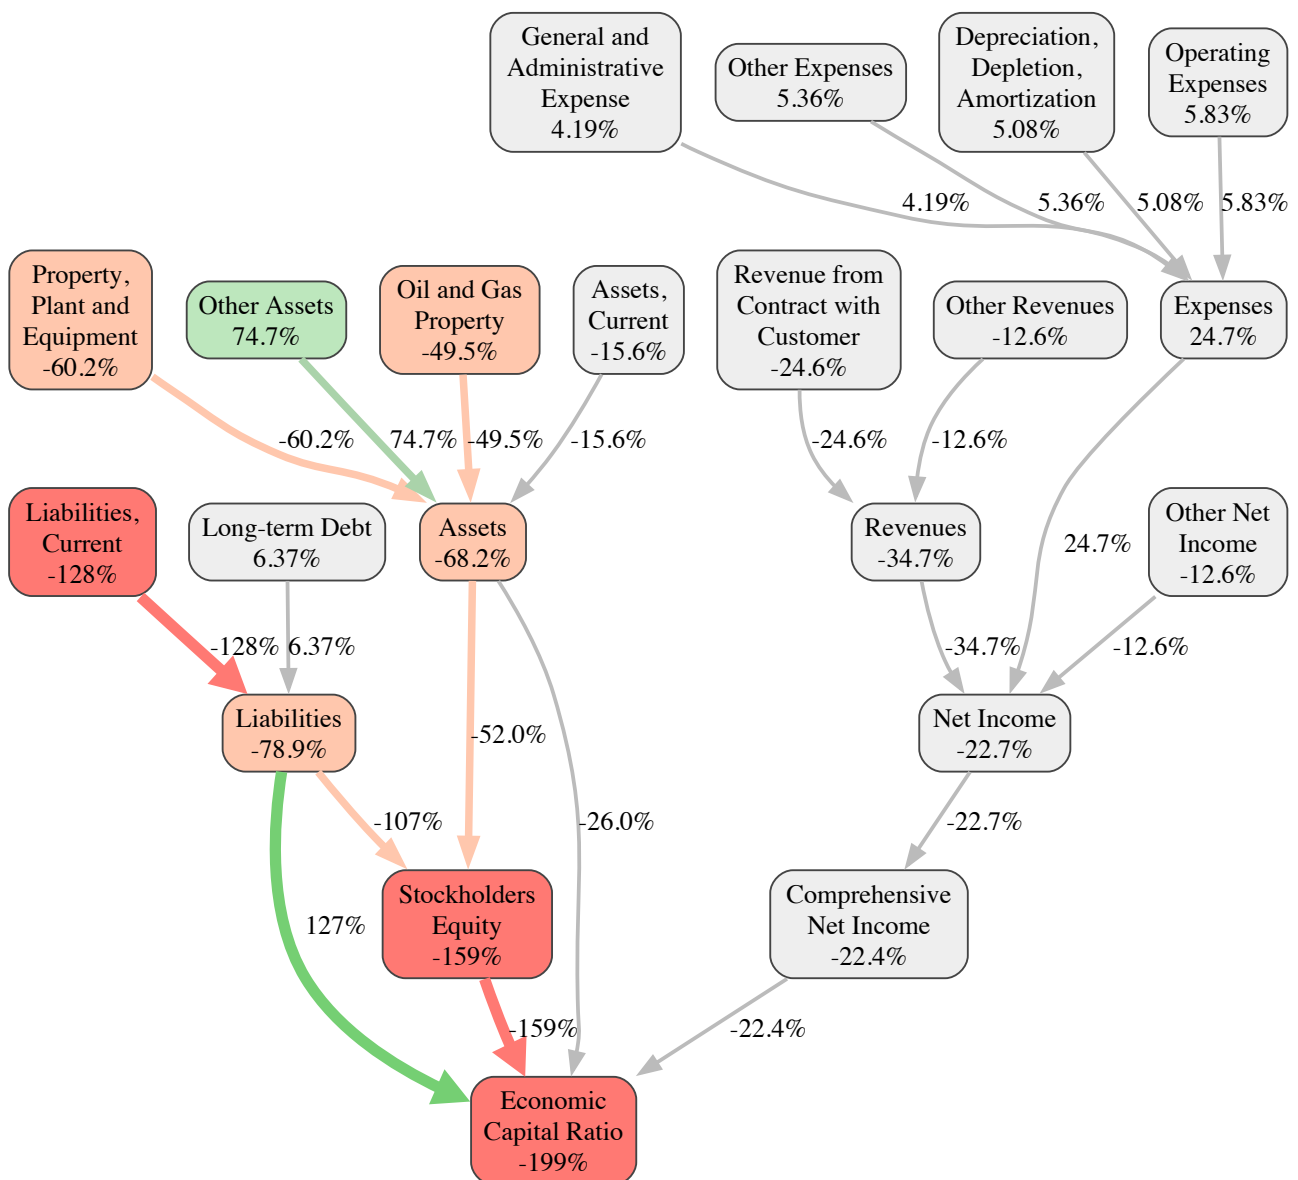 General and
Administrative
Expense
4.19%
Other Expenses
5.36%
Depreciation,
Depletion,
Amortization
5.08%
Operating
Expenses
5.83%
4.19%
5.36%
5.08%
5.83%
Property,
Plant and
Equipment
-60.2%
Other Assets
74.7%
Oil and Gas
Property
-49.5%
Assets,
Current
-15.6%
Revenue from
Contract with
Customer
-24.6%
Other Revenues
-12.6%
Expenses
24.7%
-60.2%
74.7%
-49.5%
-15.6%
-24.6%
-12.6%
Liabilities,
Current
-128%
Long-term Debt
6.37%
Assets
-68.2%
Revenues
-34.7%
24.7%
Other Net
Income
-12.6%
-128%
6.37%
-34.7%
-12.6%
Liabilities
-78.9%
-52.0%
Net Income
-22.7%
-107%
-26.0%
-22.7%
127%
Stockholders
Equity
-159%
Comprehensive
Net Income
-22.4%
-159%
-22.4%
Economic
Capital Ratio
-199%